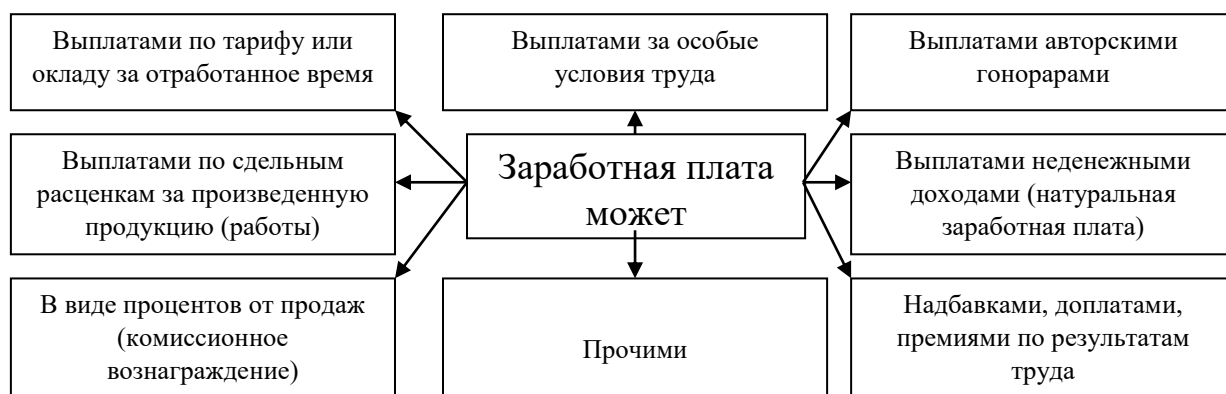 Выплатами по тарифу или
окладу за отработанное время
Выплатами за особые
условия труда
Выплатами авторскими
гонорарами
Выплатами по сдельным
расценкам за произведенную
продукцию (работы)
Заработная плата
может
Выплатами неденежными
доходами (натуральная
заработная плата)
В виде процентов от продаж
(комиссионное
вознаграждение)
Прочими
Надбавками, доплатами,
премиями по результатам
труда